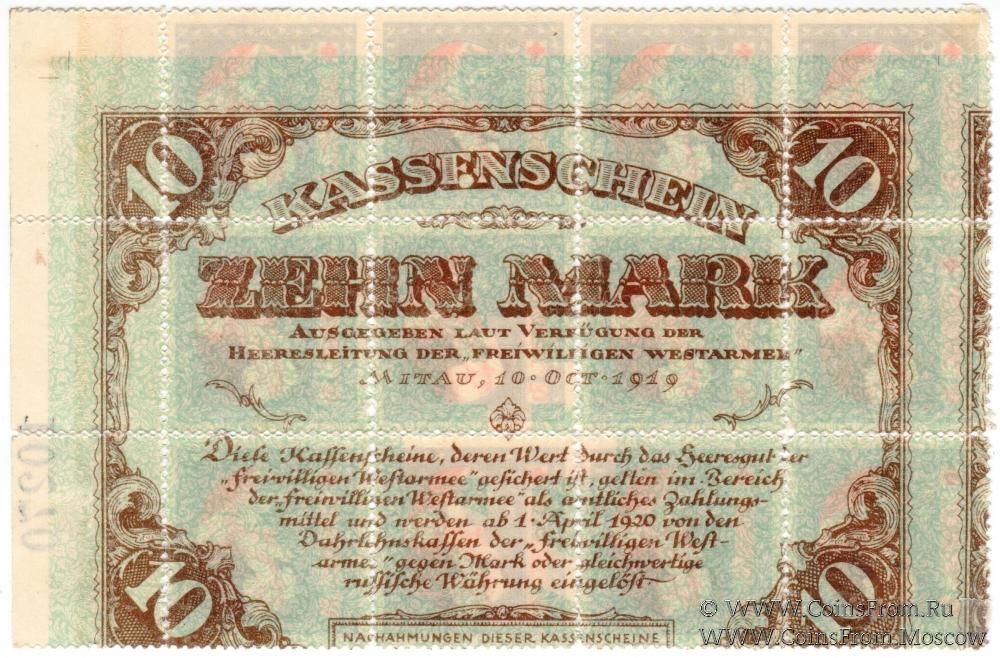 10 10
KASSENSCHEIN
ZEHN MARK
AUSGEGEBEN LAUT VERFÜGUNG DER
HEERESLEITUNG DER „FREIWILLIGEN WESTARMEE"
MITAU, 10. OCT. 1919
Diese Kassenscheine, deren Wert durch das Heeresgut der
„freiwilligen Westarmee" gesichert ist, gelten im Bereich
der „freiwilligen Westarmee" als amtliches Zahlungs-
mittel und werden ab 1. April 1920 von den
Darlehnskassen der „freiwilligen West-
armee" gegen Mark oder gleichwertige
russische Währung eingelöst.
10 10
NACHAHMUNGEN DIESER KASSENSCHEINE
© WWW.CoinsFrom.Ru
WWW.CoinsFrom.Moscow